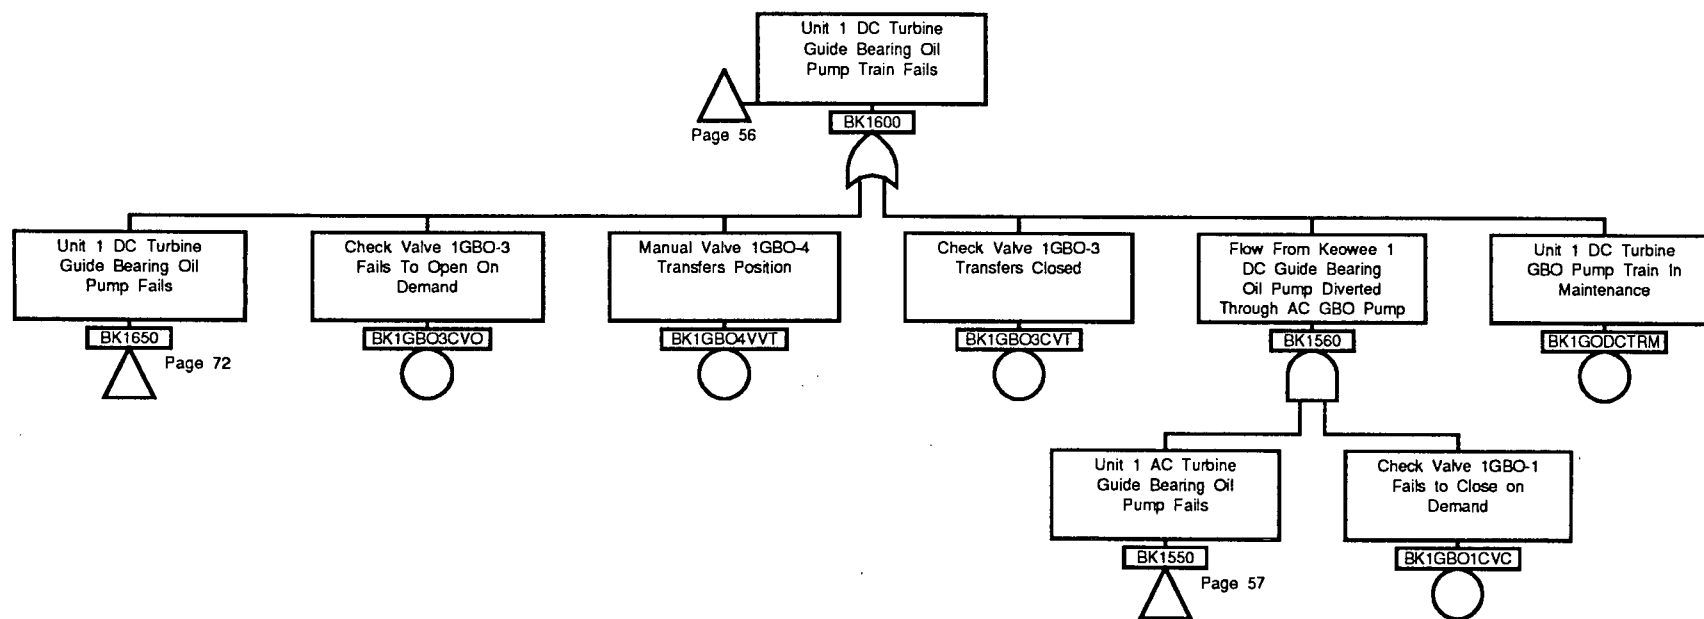 Unit 1 DC Turbine
Guide Bearing Oil
Pump Train Fails
Page 56
BK1600
Unit 1 DC Turbine
Guide Bearing Oil
Pump Fails
BK1650
Page 72
Check Valve 1GBO-3
Fails To Open On
Demand
BK1GBO3CVO
Manual Valve 1GBO-4
Transfers Position
BK1GBO4VVT
Check Valve 1GBO-3
Transfers Closed
BK1GBO3CVT
Flow From Keowee 1
DC Guide Bearing
Oil Pump Diverted
Through AC GBO Pump
BK1560
Unit 1 DC Turbine
GBO Pump Train In
Maintenance
BK1GODCTRM
Unit 1 AC Turbine
Guide Bearing Oil
Pump Fails
BK1550
Page 57
Check Valve 1GBO-1
Fails to Close on
Demand
BK1GBO1CVC